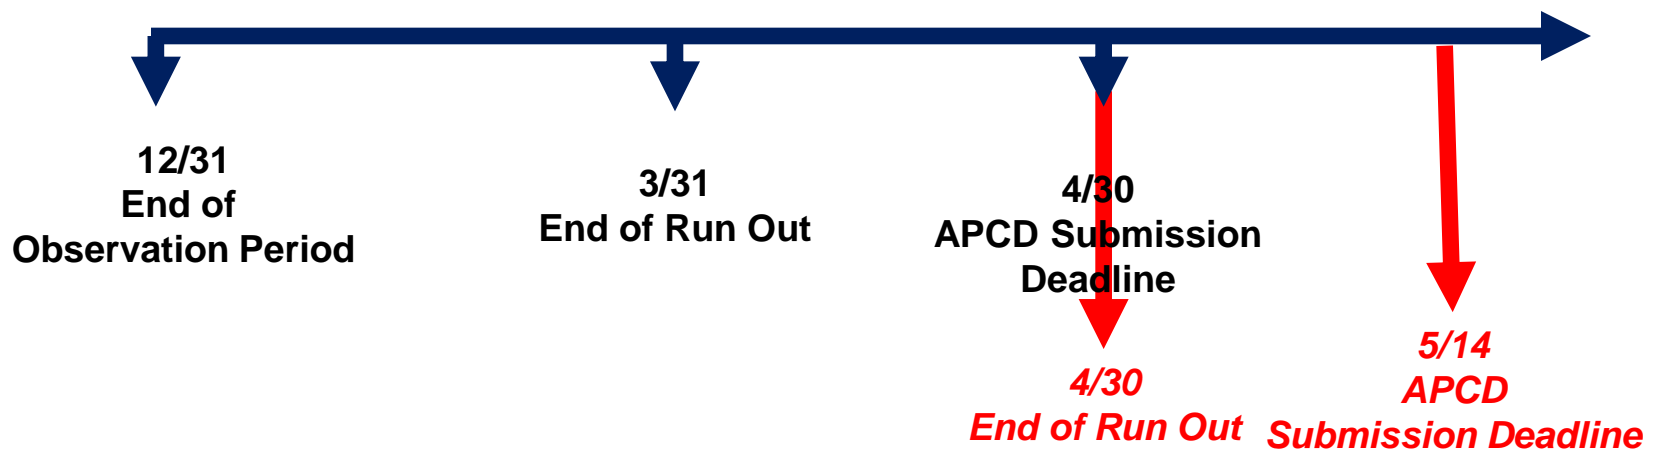 12/31
End of
Observation Period
3/31
End of Run Out
4/30
APCD Submission
Deadline
4/30
End of Run Out
5/14
APCD
Submission Deadline